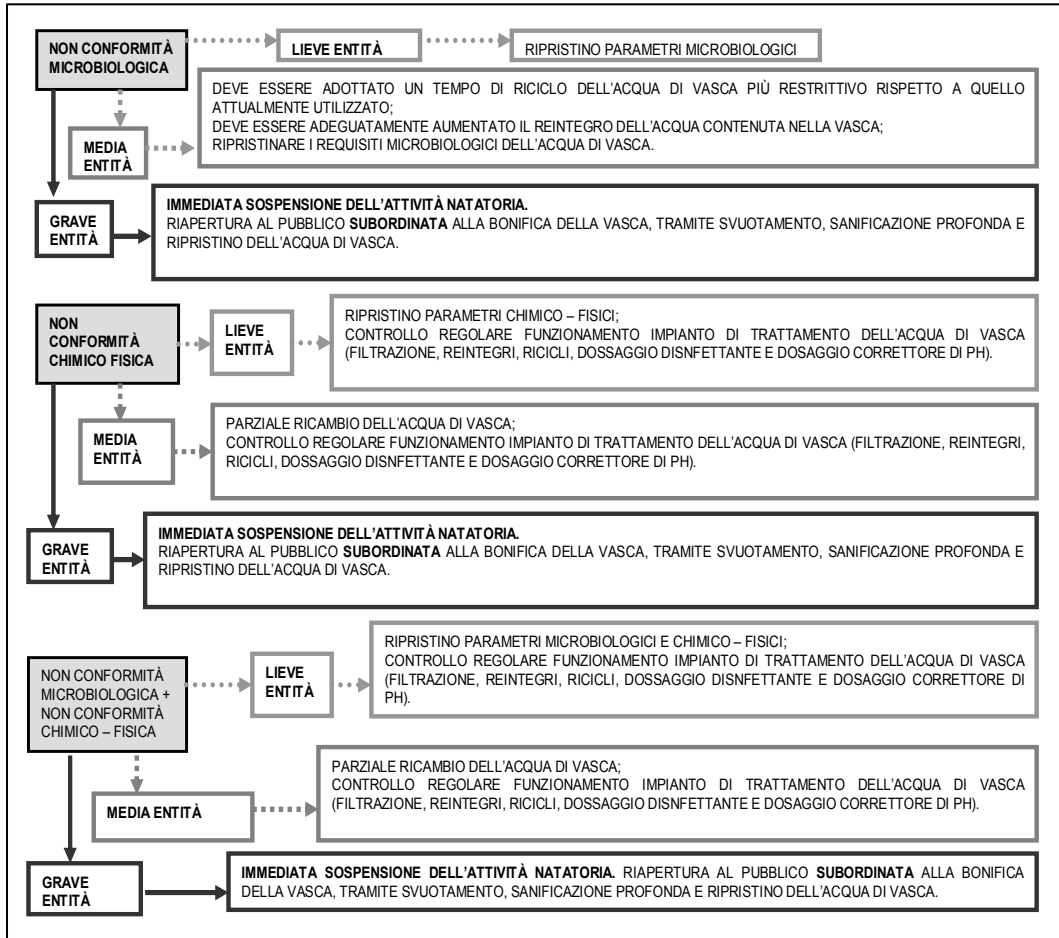 NON CONFORMITÀ
MICROBIOLOGICA
LIEVE ENTITÀ
RIPRISTINO PARAMETRI MICROBIOLOGICI
MEDIA
ENTITÀ
DEVE ESSERE ADOTTATO UN TEMPO DI RICICLO DELL'ACQUA DI VASCA PIÙ RESTRITTIVO RISPETTO A QUELLO
ATTUALMENTE UTILIZZATO;
DEVE ESSERE ADEGUATAMENTE AUMENTATO IL REINTEGRO DELL'ACQUA CONTENUTA NELLA VASCA;
RIPRISTINARE I REQUISITI MICROBIOLOGICI DELL'ACQUA DI VASCA.
GRAVE
ENTITÀ
IMMEDIATA SOSPENSIONE DELL'ATTIVITÀ NATATORIA.
RIAPERTURA AL PUBBLICO SUBORDINATA ALLA BONIFICA DELLA VASCA, TRAMITE SVUOTAMENTO, SANIFICAZIONE PROFONDA E
RIPRISTINO DELL'ACQUA DI VASCA.
NON
CONFORMITÀ
CHIMICO FISICA
LIEVE
ENTITÀ
RIPRISTINO PARAMETRI CHIMICO – FISICI;
CONTROLLO REGOLARE FUNZIONAMENTO IMPIANTO DI TRATTAMENTO DELL'ACQUA DI VASCA
(FILTRAZIONE, REINTEGRI, RICICLI, DOSSAGGIO DISNFETTANTE E DOSAGGIO CORRETTORE DI PH).
MEDIA
ENTITÀ
PARZIALE RICAMBIO DELL'ACQUA DI VASCA;
CONTROLLO REGOLARE FUNZIONAMENTO IMPIANTO DI TRATTAMENTO DELL'ACQUA DI VASCA (FILTRAZIONE, REINTEGRI,
RICICLI, DOSSAGGIO DISNFETTANTE E DOSAGGIO CORRETTORE DI PH).
GRAVE
ENTITÀ
IMMEDIATA SOSPENSIONE DELL'ATTIVITÀ NATATORIA.
RIAPERTURA AL PUBBLICO SUBORDINATA ALLA BONIFICA DELLA VASCA, TRAMITE SVUOTAMENTO, SANIFICAZIONE PROFONDA E
RIPRISTINO DELL'ACQUA DI VASCA.
NON CONFORMITÀ
MICROBIOLOGICA +
NON CONFORMITÀ
CHIMICO – FISICA
LIEVE
ENTITÀ
RIPRISTINO PARAMETRI MICROBIOLOGICI E CHIMICO – FISICI;
CONTROLLO REGOLARE FUNZIONAMENTO IMPIANTO DI TRATTAMENTO DELL'ACQUA DI VASCA
(FILTRAZIONE, REINTEGRI, RICICLI, DOSSAGGIO DISNFETTANTE E DOSAGGIO CORRETTORE DI
PH).
MEDIA ENTITÀ
PARZIALE RICAMBIO DELL'ACQUA DI VASCA;
CONTROLLO REGOLARE FUNZIONAMENTO IMPIANTO DI TRATTAMENTO DELL'ACQUA DI VASCA
(FILTRAZIONE, REINTEGRI, RICICLI, DOSSAGGIO DISNFETTANTE E DOSAGGIO CORRETTORE DI PH).
GRAVE
ENTITÀ
IMMEDIATA SOSPENSIONE DELL'ATTIVITÀ NATATORIA. RIAPERTURA AL PUBBLICO SUBORDINATA ALLA BONIFICA
DELLA VASCA, TRAMITE SVUOTAMENTO, SANIFICAZIONE PROFONDA E RIPRISTINO DELL'ACQUA DI VASCA.